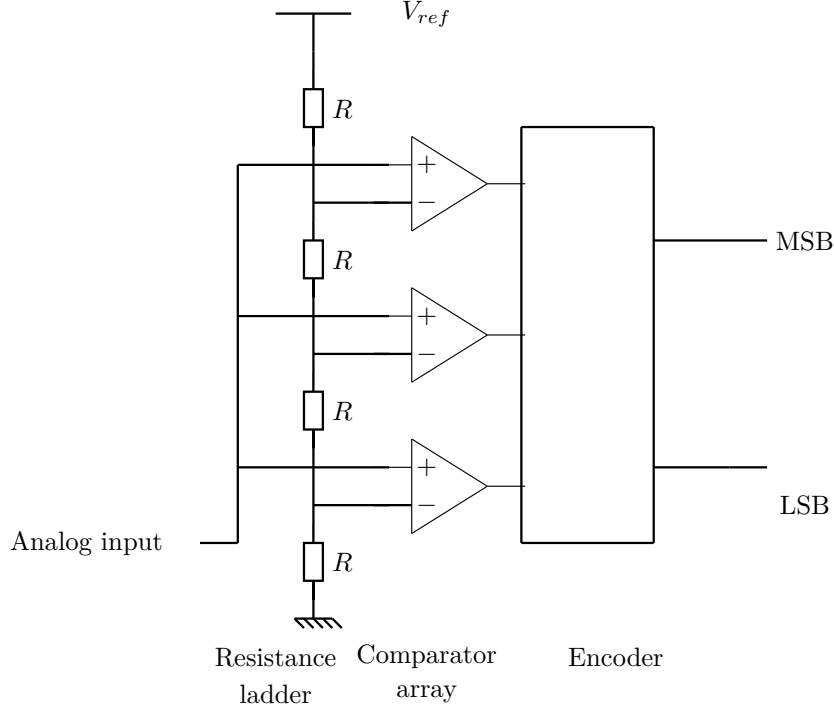 V_ref
R
+
−
MSB
R
+
−
R
+
−
LSB
Analog input
R
Resistance
ladder
Comparator
array
Encoder